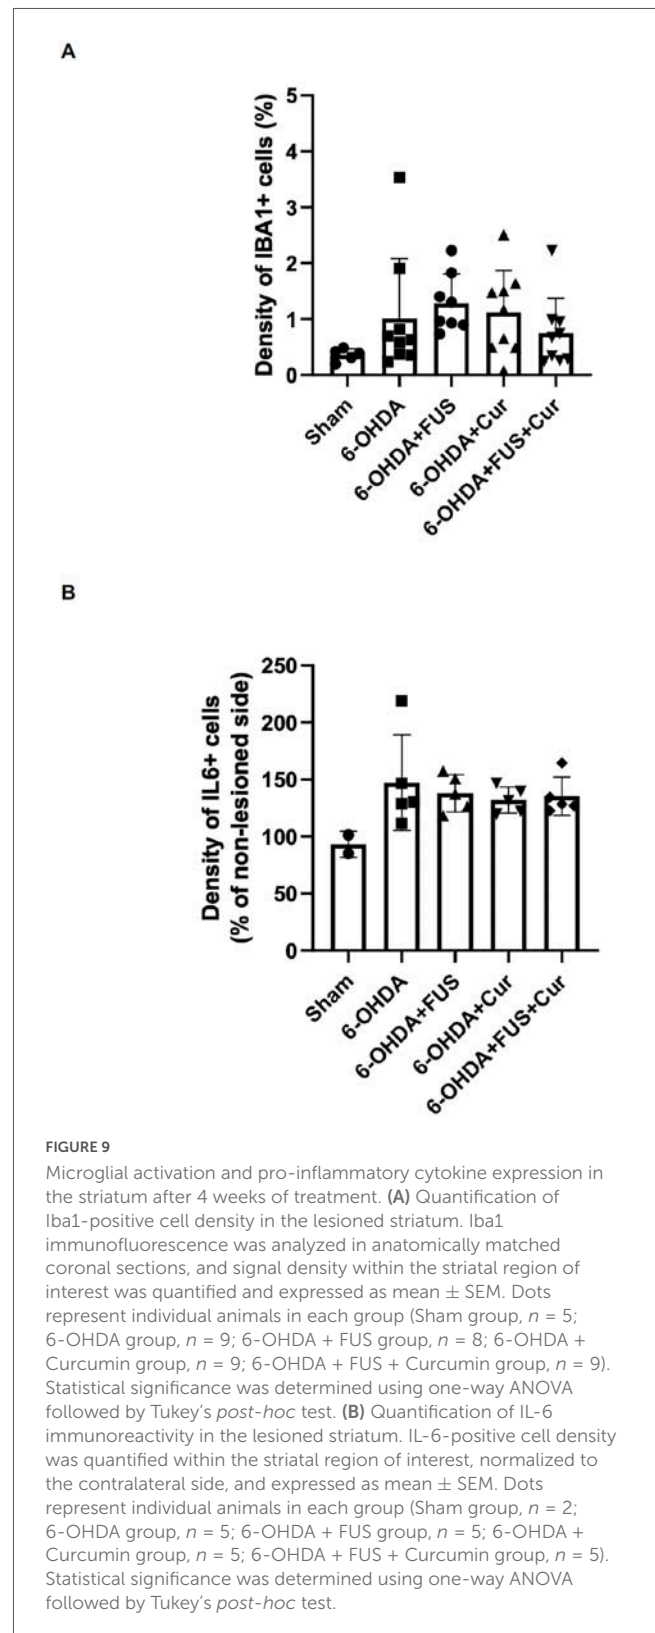 A
Density of IBA1+ cells (%)
5
4
3
2
1
0
Sham
6-OHDA
6-OHDA+FUS
6-OHDA+Cur
6-OHDA+FUS+Cur
B
Density of IL6+ cells
(% of non-lesioned side)
250
200
150
100
50
0
Sham
6-OHDA
6-OHDA+FUS
6-OHDA+Cur
6-OHDA+FUS+Cur
FIGURE 9
Microglial activation and pro-inflammatory cytokine expression in
the striatum after 4 weeks of treatment. (A) Quantification of
Iba1-positive cell density in the lesioned striatum. Iba1
immunofluorescence was analyzed in anatomically matched
coronal sections, and signal density within the striatal region of
interest was quantified and expressed as mean ± SEM. Dots
represent individual animals in each group (Sham group, n = 5;
6-OHDA group, n = 9; 6-OHDA + FUS group, n = 8; 6-OHDA +
Curcumin group, n = 9; 6-OHDA + FUS + Curcumin group, n = 9).
Statistical significance was determined using one-way ANOVA
followed by Tukey's post-hoc test. (B) Quantification of IL-6
immunoreactivity in the lesioned striatum. IL-6-positive cell density
was quantified within the striatal region of interest, normalized to
the contralateral side, and expressed as mean ± SEM. Dots
represent individual animals in each group (Sham group, n = 2;
6-OHDA group, n = 5; 6-OHDA + FUS group, n = 5; 6-OHDA +
Curcumin group, n = 5; 6-OHDA + FUS + Curcumin group, n = 5).
Statistical significance was determined using one-way ANOVA
followed by Tukey's post-hoc test.